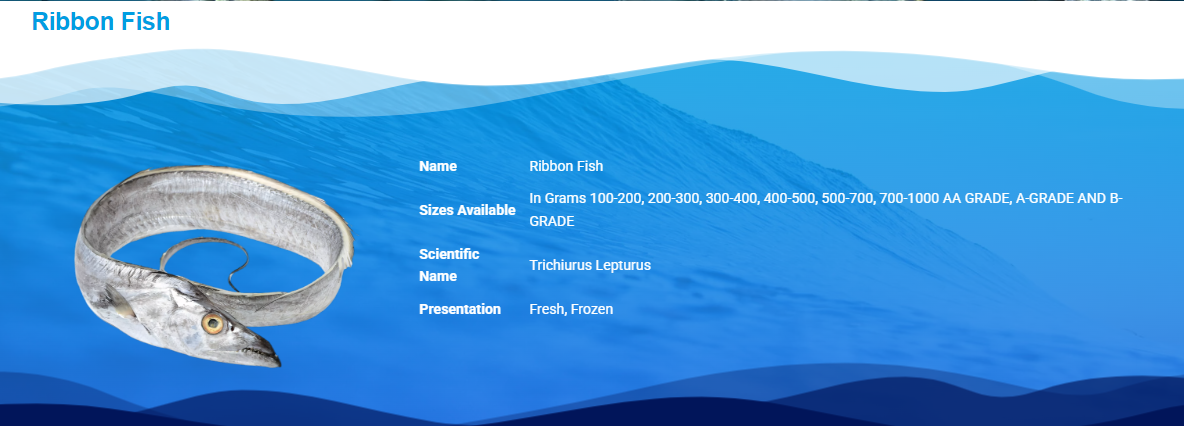 Ribbon Fish
Name Ribbon Fish
Sizes Available In Grams 100-200, 200-300, 300-400, 400-500, 500-700, 700-1000 AA GRADE, A-GRADE AND B-
GRADE
Scientific
Name Trichiurus Lepturus
Presentation Fresh, Frozen